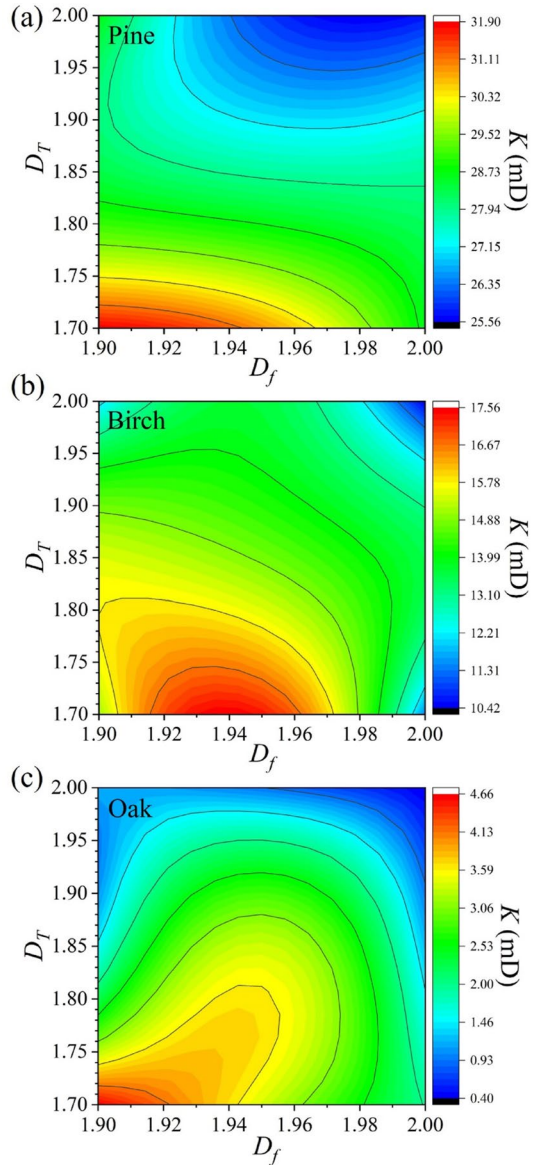 (a)
Pine
2.00
1.95
1.90
1.85
1.80
1.75
1.70
D_T
1.90 1.92 1.94 1.96 1.98 2.00
D_f
31.90
31.11
30.32
29.52
28.73
27.94
27.15
26.35
25.56
K (mD)
(b)
Birch
2.00
1.95
1.90
1.85
1.80
1.75
1.70
D_T
1.90 1.92 1.94 1.96 1.98 2.00
D_f
17.56
16.67
15.78
14.88
13.99
13.10
12.21
11.31
10.42
K (mD)
(c)
Oak
2.00
1.95
1.90
1.85
1.80
1.75
1.70
D_T
1.90 1.92 1.94 1.96 1.98 2.00
D_f
4.66
4.13
3.59
3.06
2.53
2.00
1.46
0.93
0.40
K (mD)